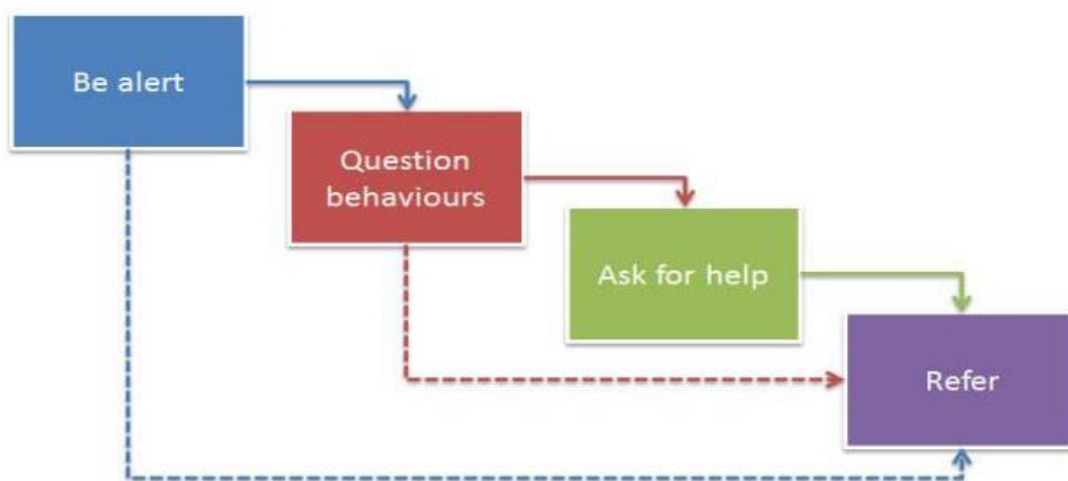 Be alert
Question
behaviours
Ask for help
Refer